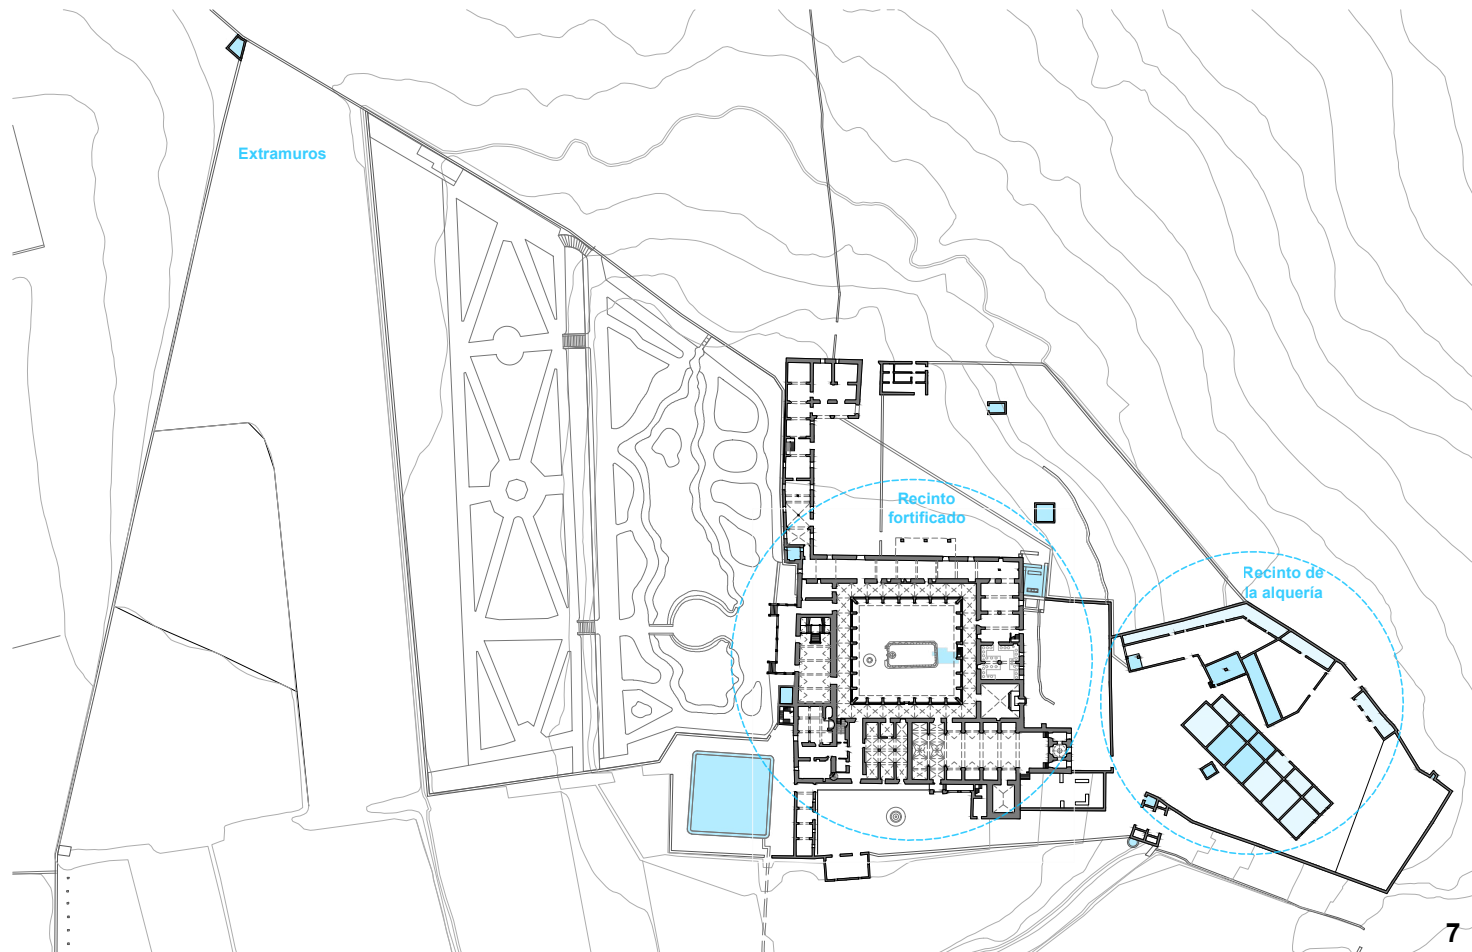 Extramuros
Recinto
fortificado
Recinto de
la alquería
7